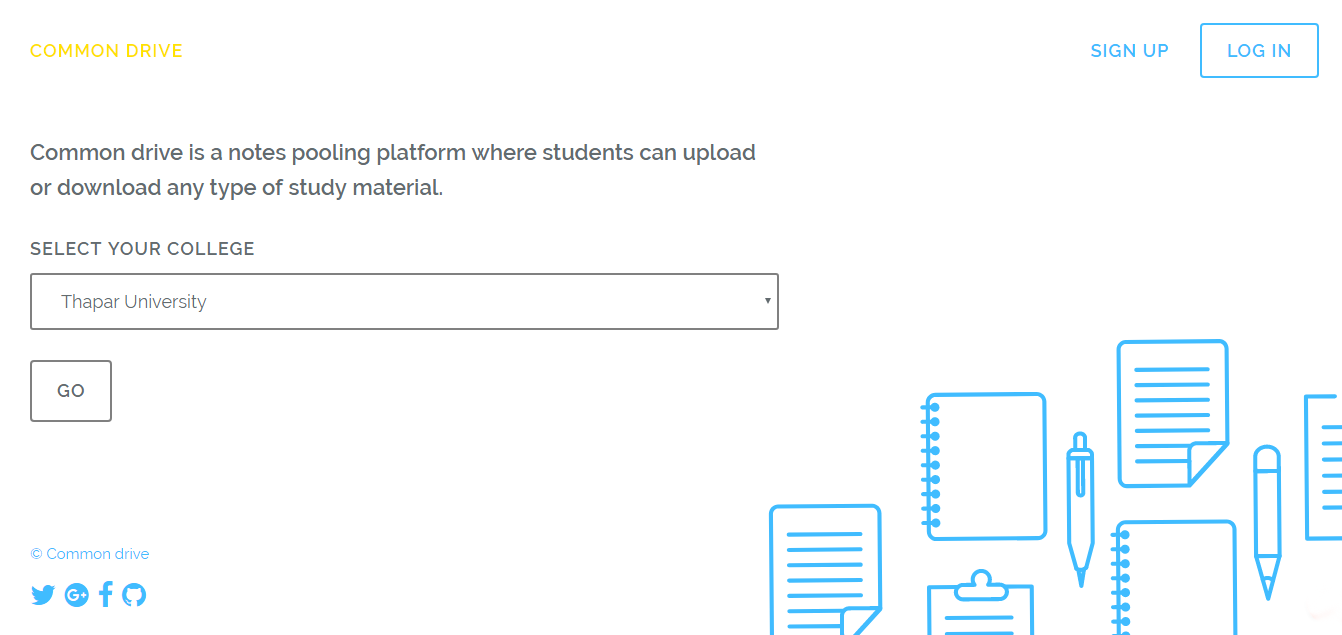 COMMON DRIVE
SIGN UP
LOG IN
Common drive is a notes pooling platform where students can upload
or download any type of study material.
SELECT YOUR COLLEGE
Thapar University
GO
© Common drive